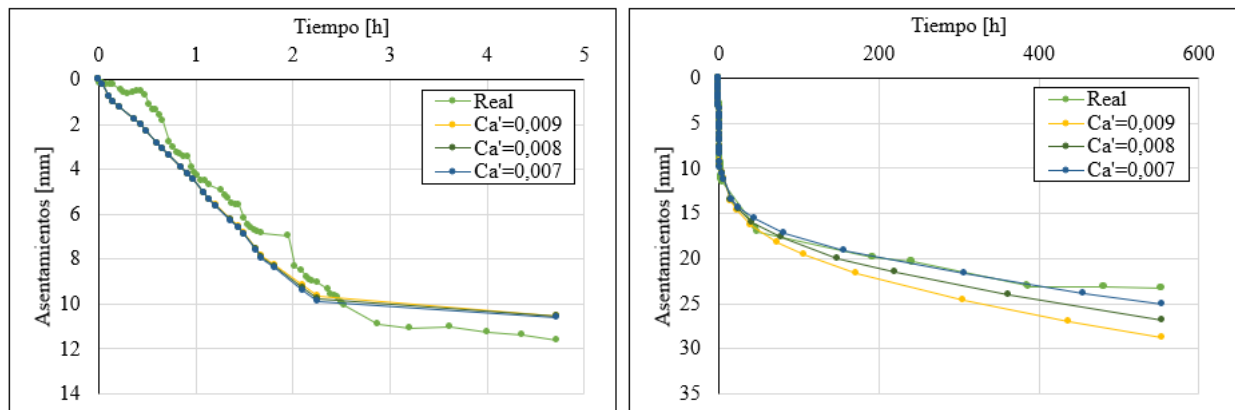 Tiempo [h]
0 1 2 3 4 5
0
2
4
6
8
10
12
14
Asentamientos [mm]
Real
Ca'=0,009
Ca'=0,008
Ca'=0,007
Tiempo [h]
0 200 400 600
0
5
10
15
20
25
30
35
Asentamientos [mm]
Real
Ca'=0,009
Ca'=0,008
Ca'=0,007